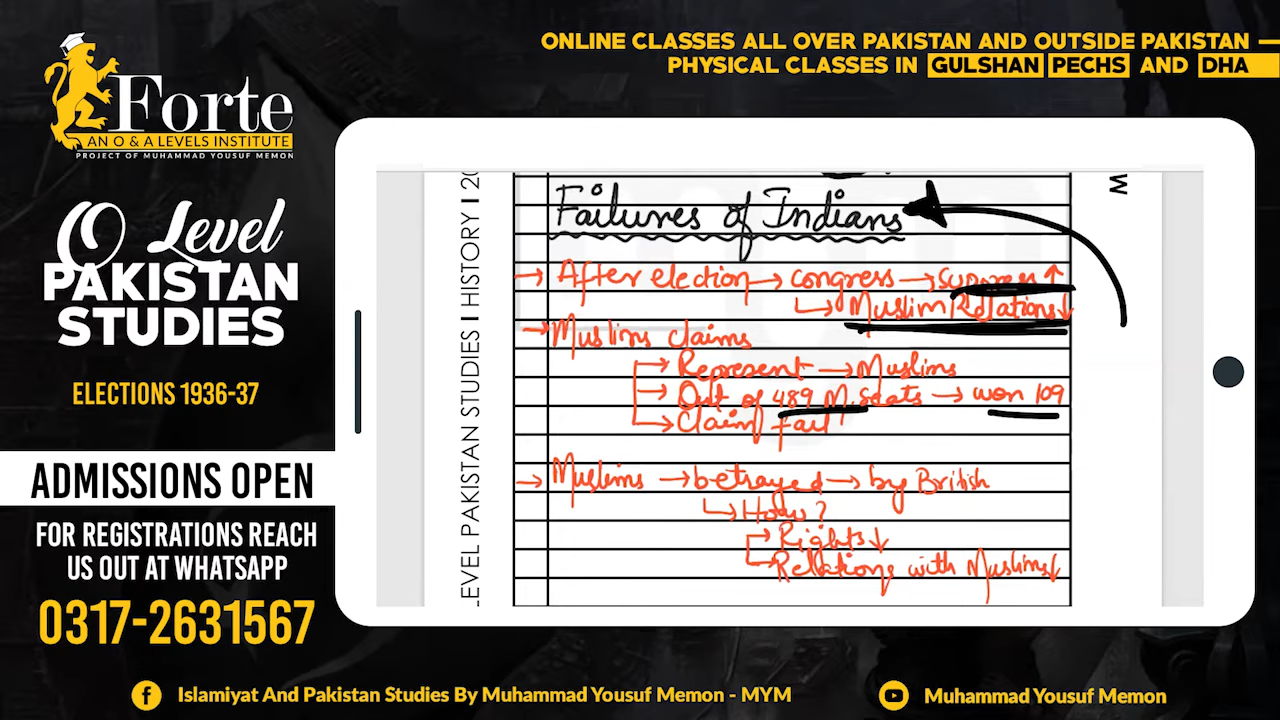 Forte
AN O & A LEVELS INSTITUTE
PROJECT OF MUHAMMAD YOUSUF MEMON
O Level
PAKISTAN
STUDIES
ELECTIONS 1936-37
ADMISSIONS OPEN
FOR REGISTRATIONS REACH
US OUT AT WHATSAPP
0317-2631567
ONLINE CLASSES ALL OVER PAKISTAN AND OUTSIDE PAKISTAN
PHYSICAL CLASSES IN GULSHAN PECHS AND DHA
LEVEL PAKISTAN STUDIES I HISTORY I 20
W
Failures of Indians
→ After election → congress → ↑
↳ Muslim Relations ↓
→ Muslims claims
→ Represent → Muslims
→ Out of 489 M. seats → won 109
→ Claim fail
→ Muslims → betrayed → by British
↳ How?
→ Rights ↓
↳ Relations with Muslims ↓
Islamiyat And Pakistan Studies By Muhammad Yousuf Memon - MYM
Muhammad Yousuf Memon